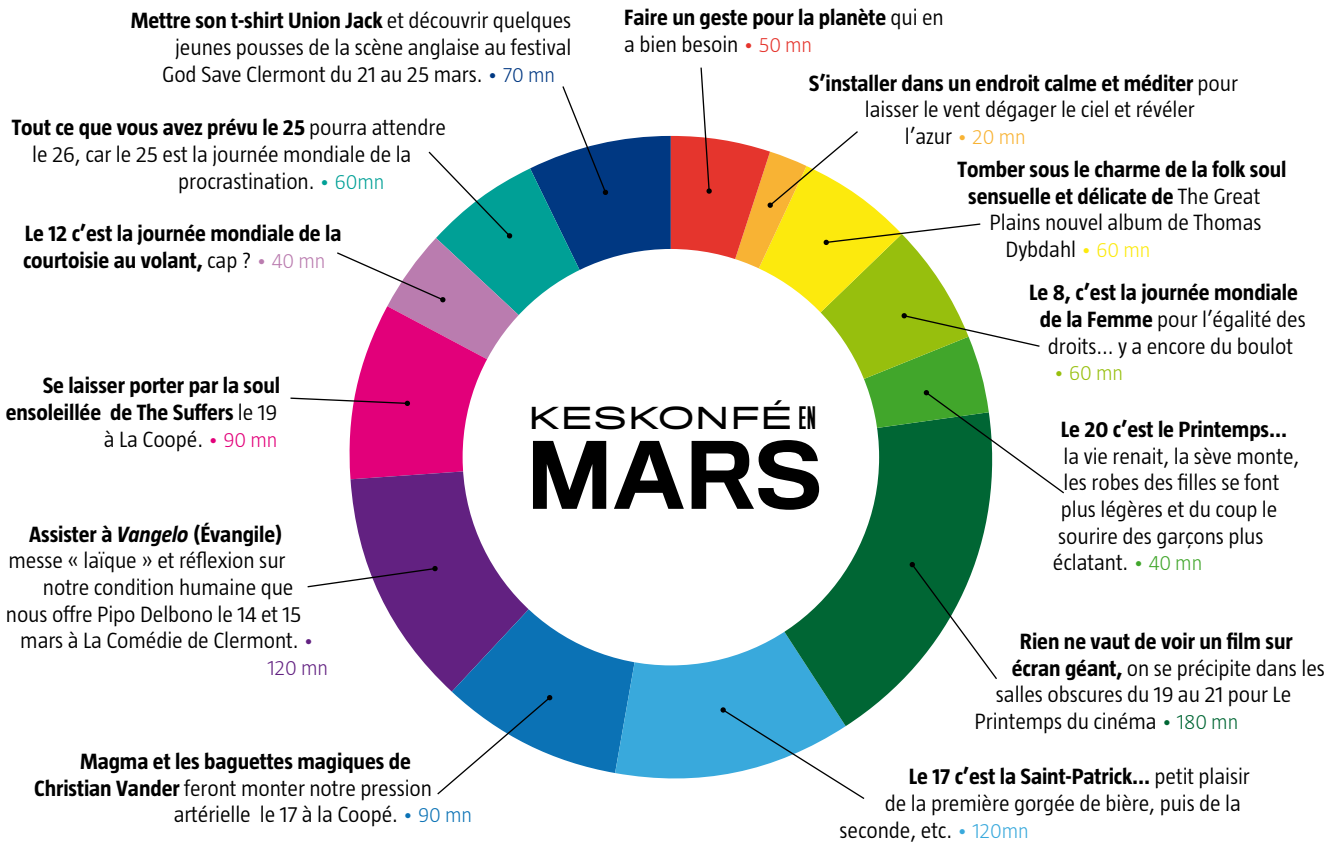 Mettre son t-shirt Union Jack et découvrir quelques
jeunes pousses de la scène anglaise au festival
God Save Clermont du 21 au 25 mars. • 70 mn
Faire un geste pour la planète qui en
a bien besoin • 50 mn
S’installer dans un endroit calme et méditer pour
laisser le vent dégager le ciel et révéler
l’azur • 20 mn
Tomber sous le charme de la folk soul
sensuelle et délicate de The Great
Plains nouvel album de Thomas
Dybdahl • 60 mn
Le 8, c’est la journée mondiale
de la Femme pour l’égalité des
droits... y a encore du boulot
• 60 mn
Le 20 c’est le Printemps...
la vie renait, la sève monte,
les robes des filles se font
plus légères et du coup le
sourire des garçons plus
éclatant. • 40 mn
Rien ne vaut de voir un film sur
écran géant, on se précipite dans les
salles obscures du 19 au 21 pour Le
Printemps du cinéma • 180 mn
Le 17 c’est la Saint-Patrick... petit plaisir
de la première gorgée de bière, puis de la
seconde, etc. • 120mn
Magma et les baguettes magiques de
Christian Vander feront monter notre pression
artérielle le 17 à la Coopé. • 90 mn
Assister à Vangelo (Évangile)
messe « laïque » et réflexion sur
notre condition humaine que
nous offre Pipo Delbono le 14 et 15
mars à La Comédie de Clermont. •
120 mn
Se laisser porter par la soul
ensoleillée de The Suffers le 19
à La Coopé. • 90 mn
Le 12 c’est la journée mondiale de la
courtoisie au volant, cap ? • 40 mn
Tout ce que vous avez prévu le 25 pourra attendre
le 26, car le 25 est la journée mondiale de la
procrastination. • 60mn
KESKONFÉ EN
MARS